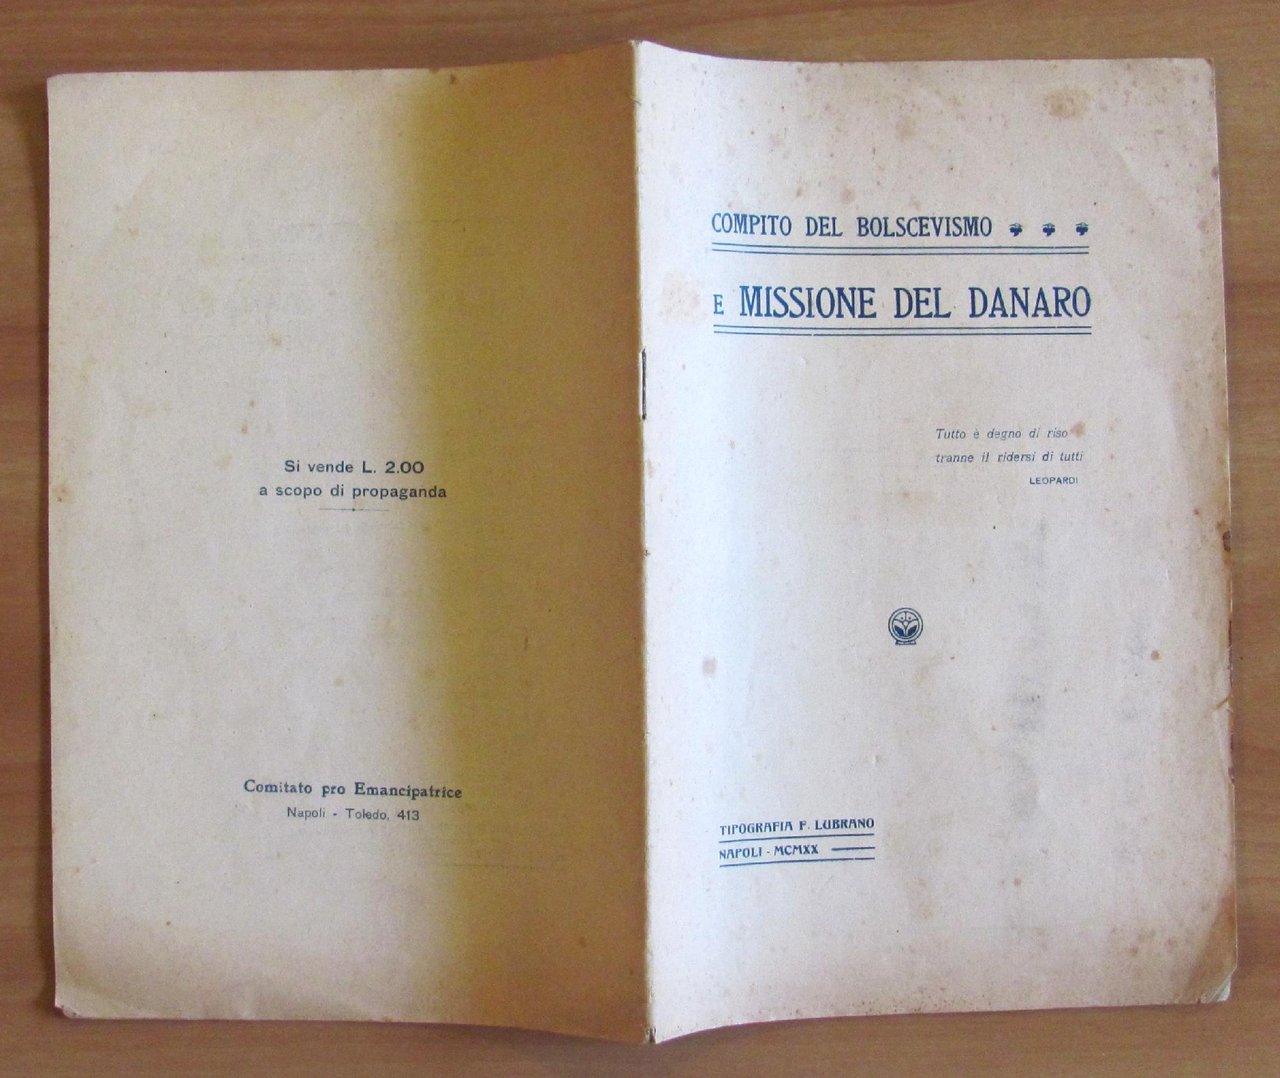 Si vende L. 2.00
a scopo di propaganda
Comitato pro Emancipatrice
Napoli - Toledo, 413
COMPITO DEL BOLSCEVISMO
E MISSIONE DEL DANARO
Tutto è degno di riso
tranne il ridersi di tutti
LEOPARDI
TIPOGRAFIA F. LUBRANO
NAPOLI - MCMXX